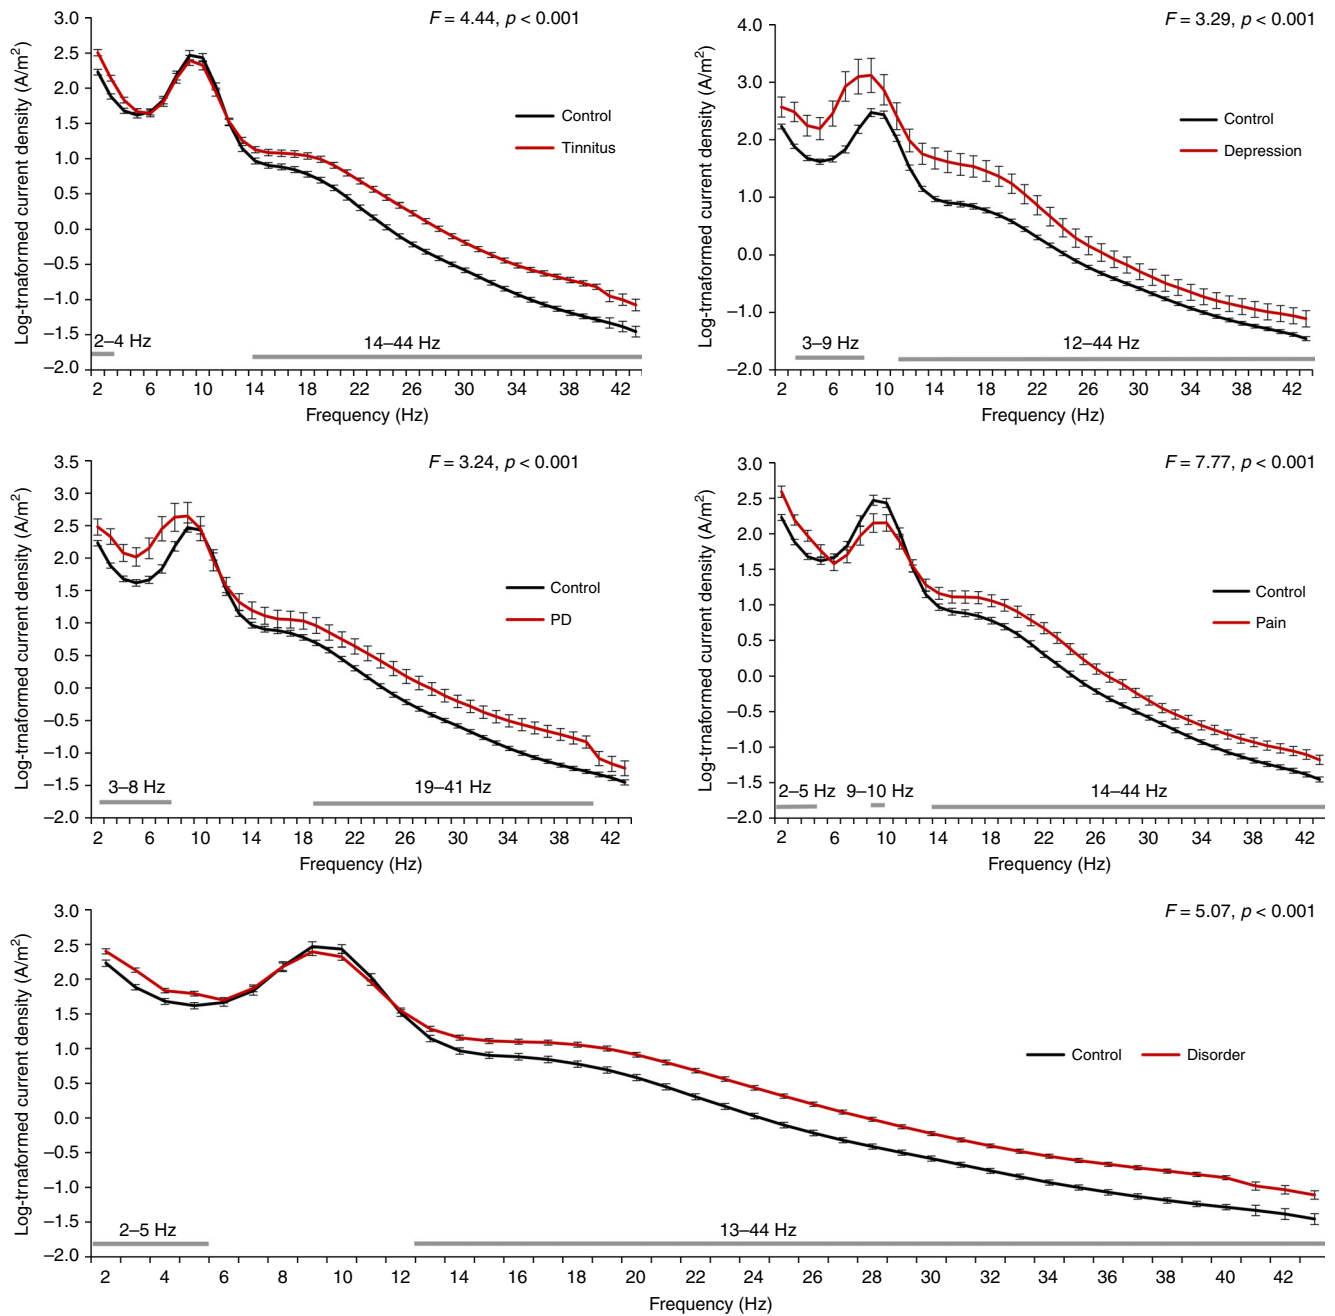 F = 4.44, p < 0.001
Log-trnaformed current density (A/m²)
3.0
2.5
2.0
1.5
1.0
0.5
0.0
−0.5
−1.0
−1.5
−2.0
Control
Tinnitus
2–4 Hz 14–44 Hz
2 6 10 14 18 22 26 30 34 38 42
Frequency (Hz)
F = 3.29, p < 0.001
Log-trnaformed current density (A/m²)
4.0
3.0
2.0
1.0
0.0
−1.0
−2.0
Control
Depression
3–9 Hz 12–44 Hz
2 6 10 14 18 22 26 30 34 38 42
Frequency (Hz)
F = 3.24, p < 0.001
Log-trnaformed current density (A/m²)
3.5
3.0
2.5
2.0
1.5
1.0
0.5
0.0
−0.5
−1.0
−1.5
−2.0
Control
PD
3–8 Hz 19–41 Hz
2 6 10 14 18 22 26 30 34 38 42
Frequency (Hz)
F = 7.77, p < 0.001
Log-trnaformed current density (A/m²)
3.0
2.5
2.0
1.5
1.0
0.5
0.0
−0.5
−1.0
−1.5
−2.0
Control
Pain
2–5 Hz 9–10 Hz 14–44 Hz
2 6 10 14 18 22 26 30 34 38 42
Frequency (Hz)
F = 5.07, p < 0.001
Log-trnaformed current density (A/m²)
3.0
2.5
2.0
1.5
1.0
0.5
0.0
−0.5
−1.0
−1.5
−2.0
Control Disorder
2–5 Hz 13–44 Hz
2 4 6 8 10 12 14 16 18 20 22 24 26 28 30 32 34 36 38 40 42
Frequency (Hz)